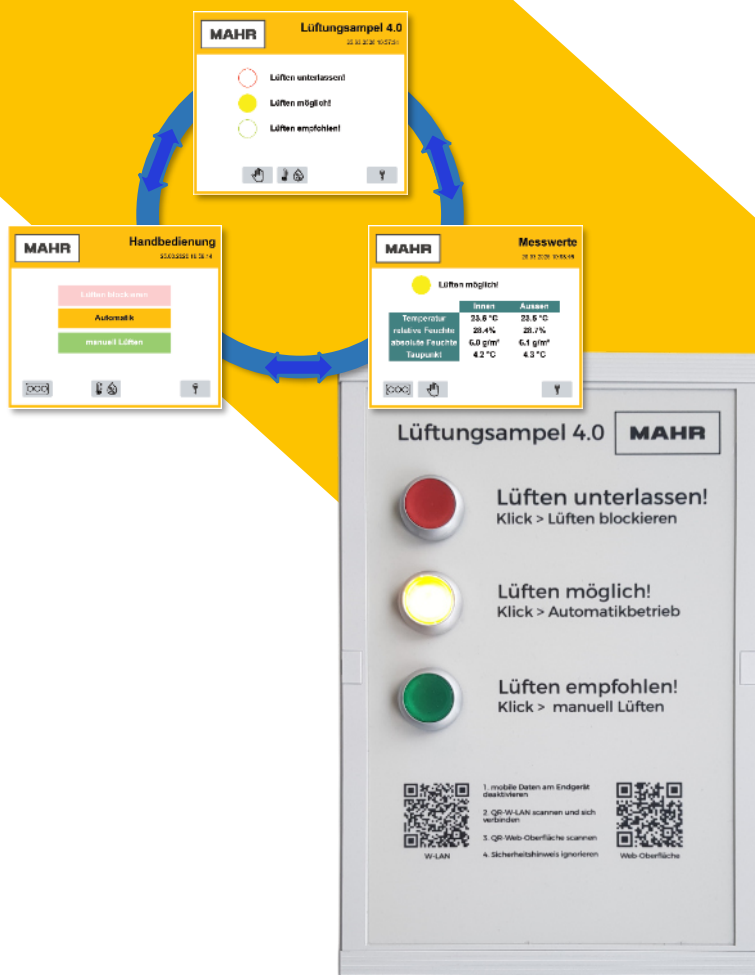 MAHR
Lüftungsampel 4.0
Lüften unterlassen!
Lüften möglich!
Lüften empfohlen!
MAHR
Handbedienung
Lüften blockieren
Automatik
manuell Lüften
MAHR
Messwerte
Lüften möglich!
Innen Aussen
Temperatur 23.5 °C 23.5 °C
relative Feuchte 28.4% 28.7%
absolute Feuchte 6.0 g/m³ 6.1 g/m³
Taupunkt 4.2 °C 4.3 °C
Lüftungsampel 4.0 MAHR
Lüften unterlassen!
Klick > Lüften blockieren
Lüften möglich!
Klick > Automatikbetrieb
Lüften empfohlen!
Klick > manuell Lüften
1. mobile Daten am Endgerät
deaktivieren
2. QR-W-LAN scannen und sich
verbinden
3. QR-Web-Oberfläche scannen
4. Sicherheitshinweis ignorieren
W-LAN
Web-Oberfläche